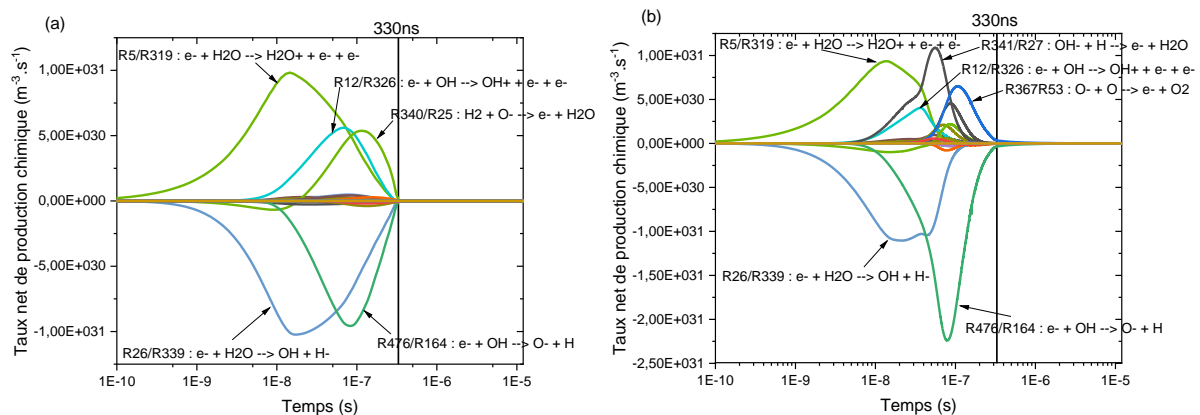 (a)
330ns
R5/R319 : e- + H2O --> H2O+ + e- + e-
R12/R326 : e- + OH --> OH+ + e- + e-
R340/R25 : H2 + O- --> e- + H2O
1,00E+031
5,00E+030
0,00E+000
-5,00E+030
-1,00E+031
R26/R339 : e- + H2O --> OH + H-
R476/R164 : e- + OH --> O- + H
Taux net de production chimique (m⁻³.s⁻¹)
1E-10
1E-9
1E-8
1E-7
1E-6
1E-5
Temps (s)
(b)
330ns
R5/R319 : e- + H2O --> H2O+ + e- + e-
R341/R27 : OH- + H --> e- + H2O
R12/R326 : e- + OH --> OH+ + e- + e-
R367R53 : O- + O --> e- + O2
1,00E+031
5,00E+030
0,00E+000
-5,00E+030
-1,00E+031
-1,50E+031
-2,00E+031
-2,50E+031
R26/R339 : e- + H2O --> OH + H-
R476/R164 : e- + OH --> O- + H
Taux net de production chimique (m⁻³.s⁻¹)
1E-10
1E-9
1E-8
1E-7
1E-6
1E-5
Temps (s)